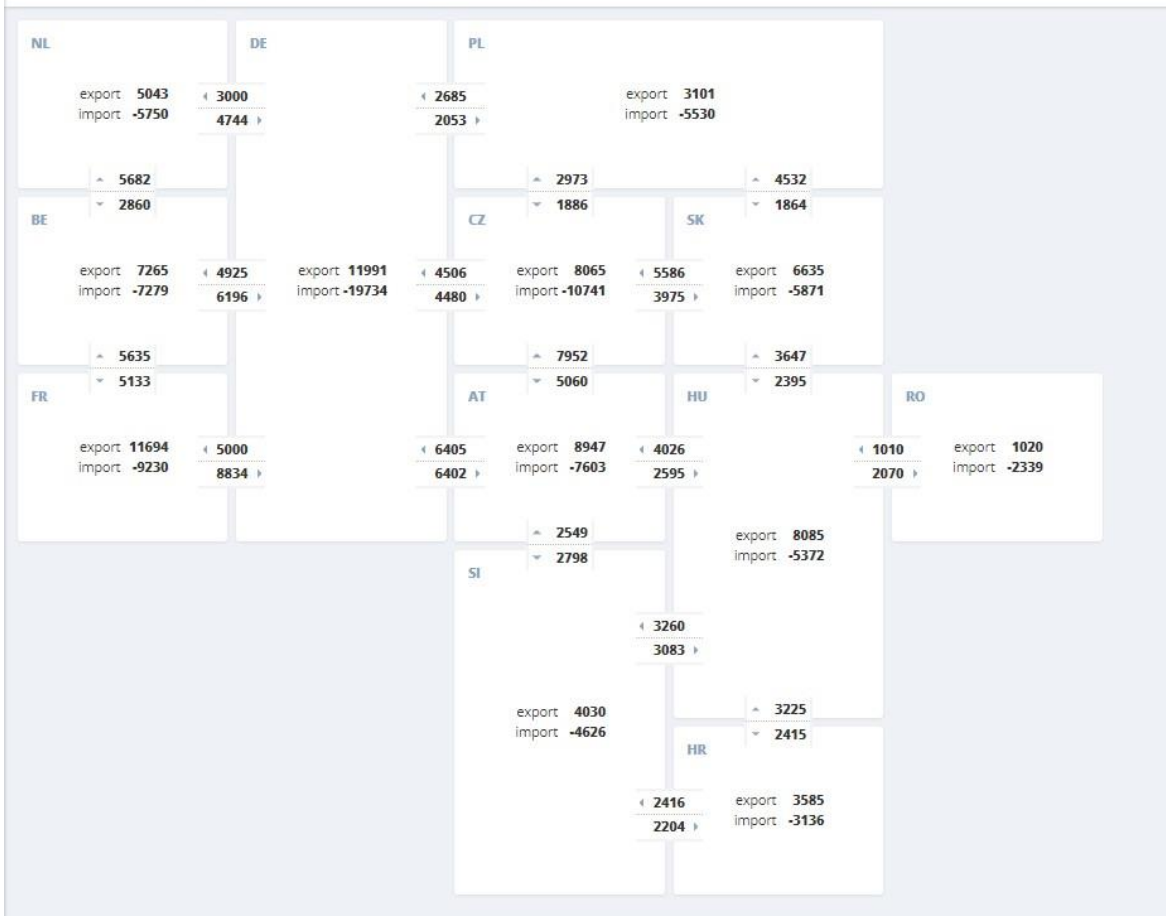 NL
DE
PL
export 5043
import -5750
3000
4744
2685
2053
export 3101
import -5530
5682
2860
2973
1886
4532
1864
BE
CZ
SK
export 7265
import -7279
4925
6196
export 11991
import -19734
4506
4480
export 8065
import -10741
5586
3975
export 6635
import -5871
5635
5133
7952
5060
3647
2395
FR
AT
HU
RO
export 11694
import -9230
5000
8834
6405
6402
export 8947
import -7603
4026
2595
1010
2070
export 1020
import -2339
2549
2798
export 8085
import -5372
SI
3260
3083
export 4030
import -4626
3225
2415
HR
2416
2204
export 3585
import -3136